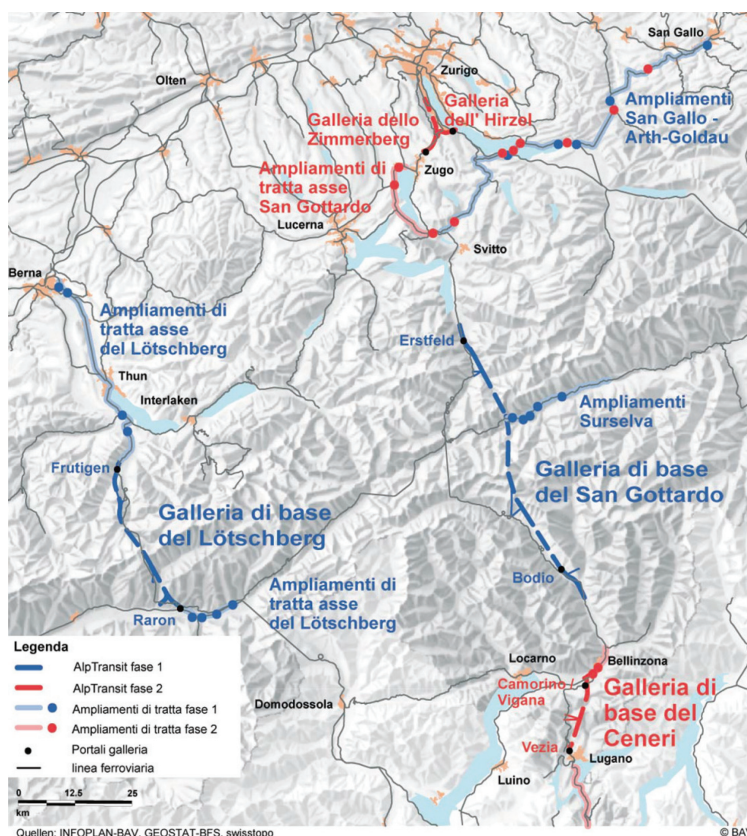 San Gallo
Zurigo
Olten
Galleria dello
Zimmerberg
Galleria
dell' Hirzel
Ampliamenti
San Gallo -
Arth-Goldau
Zugo
Ampliamenti di
tratta asse
San Gottardo
Lucerna
Svitto
Berna
Ampliamenti di
tratta asse
del Lötschberg
Erstfeld
Thun
Interlaken
Ampliamenti
Surselva
Frutigen
Galleria di base
del San Gottardo
Galleria di base
del Lötschberg
Bodio
Ampliamenti di
tratta asse
del Lötschberg
Raron
Legenda
AlpTransit fase 1
AlpTransit fase 2
Ampliamenti di tratta fase 1
Ampliamenti di tratta fase 2
Portali galleria
linea ferroviaria
0 12.5 25
km
Locarno
Bellinzona
Camorino /
Vigana
Domodossola
Galleria di
base del
Ceneri
Vezia
Lugano
Luino
Quellen: INFOPLAN-BAV, GEOSTAT-BFS, swisstopo
© BAV